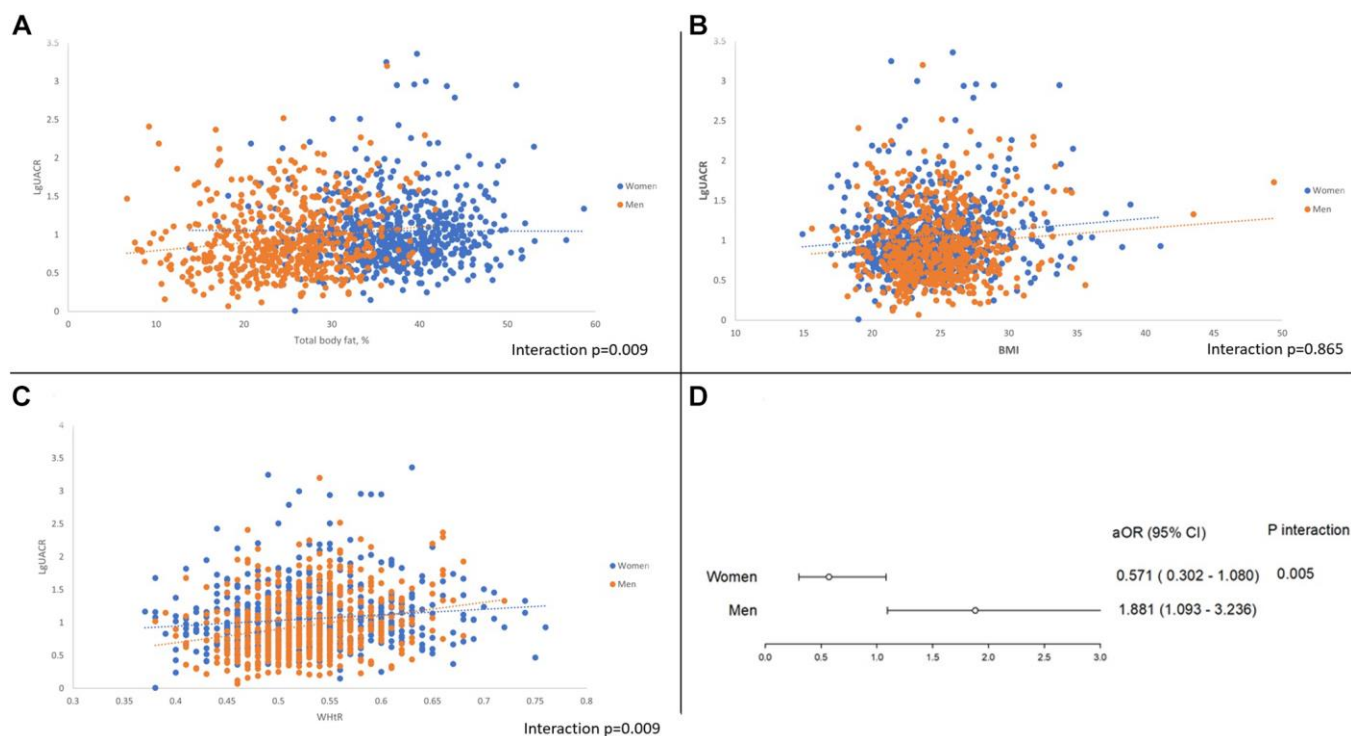 A
LgUACR
3.5
3
2.5
2
1.5
1
0.5
0
0 10 20 30 40 50 60
Total body fat, %
Women
Men
Interaction p=0.009
B
LgUACR
3.5
3
2.5
2
1.5
1
0.5
0
10 15 20 25 30 35 40 45 50
BMI
Women
Men
Interaction p=0.865
C
LgUACR
4
3.5
3
2.5
2
1.5
1
0.5
0
0.3 0.35 0.4 0.45 0.5 0.55 0.6 0.65 0.7 0.75 0.8
WHtR
Women
Men
Interaction p=0.009
D
aOR (95% CI) P interaction
Women 0.571 ( 0.302 - 1.080) 0.005
Men 1.881 (1.093 - 3.236)
0.0 0.5 1.0 1.5 2.0 2.5 3.0